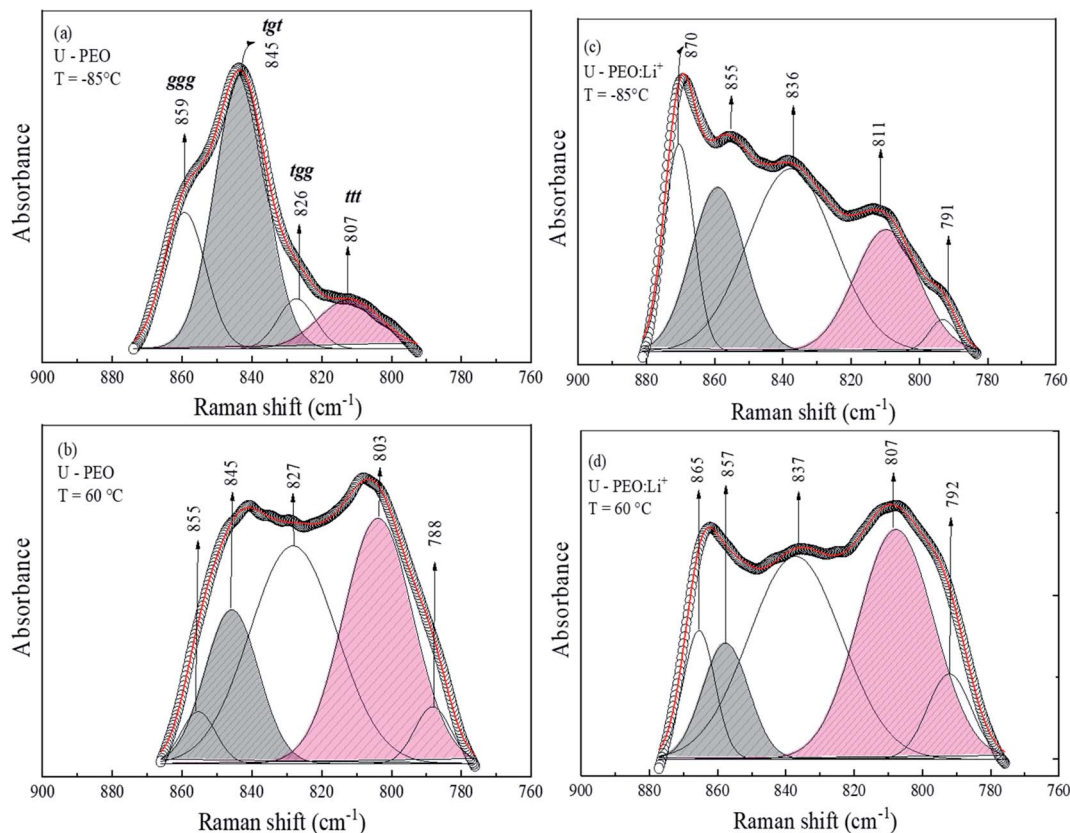 (a)
U - PEO
T = -85°C
ggg
859
tgt
845
tgg
826
ttt
807
Absorbance
900 880 860 840 820 800 780 760
Raman shift (cm-1)
(c)
U - PEO:Li+
T = -85°C
870
855
836
811
791
Absorbance
900 880 860 840 820 800 780 760
Raman shift (cm-1)
(b)
U - PEO
T = 60 °C
855
845
827
803
788
Absorbance
900 880 860 840 820 800 780 760
Raman shift (cm-1)
(d)
U - PEO:Li+
T = 60 °C
865
857
837
807
792
Absorbance
900 880 860 840 820 800 780 760
Raman shift (cm-1)